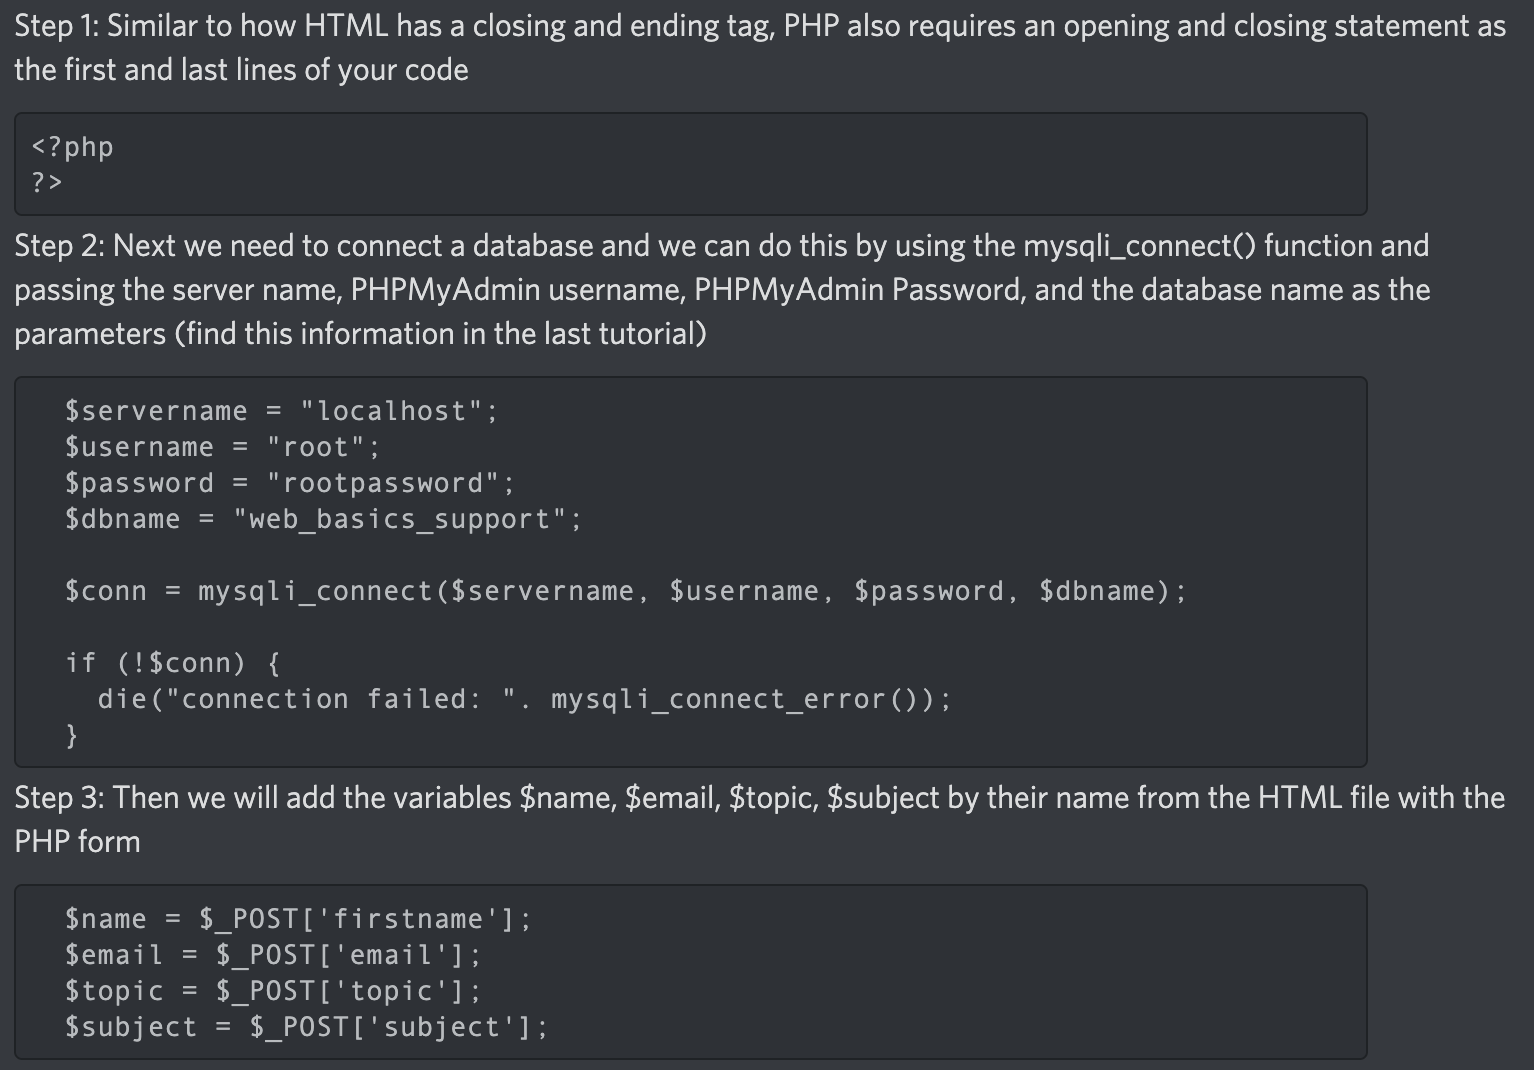 Step 1: Similar to how HTML has a closing and ending tag, PHP also requires an opening and closing statement as
the first and last lines of your code
<?php
?>
Step 2: Next we need to connect a database and we can do this by using the mysqli_connect() function and
passing the server name, PHPMyAdmin username, PHPMyAdmin Password, and the database name as the
parameters (find this information in the last tutorial)
$servername = "localhost";
$username = "root";
$password = "rootpassword";
$dbname = "web_basics_support";
$conn = mysqli_connect($servername, $username, $password, $dbname);
if (!$conn) {
die("connection failed: ". mysqli_connect_error());
}
Step 3: Then we will add the variables $name, $email, $topic, $subject by their name from the HTML file with the
PHP form
$name = $_POST['firstname'];
$email = $_POST['email'];
$topic = $_POST['topic'];
$subject = $_POST['subject'];